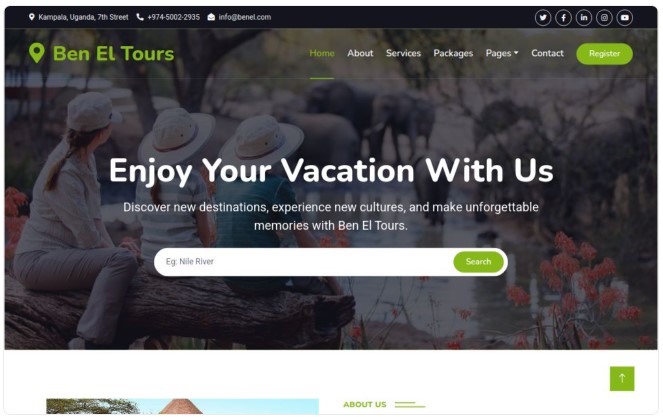 Kampala, Uganda, 7th Street +974-5002-2935 info@benel.com
Ben El Tours
Home About Services Packages Pages Contact Register
Enjoy Your Vacation With Us
Discover new destinations, experience new cultures, and make unforgettable
memories with Ben El Tours.
Eg: Nile River Search
ABOUT US